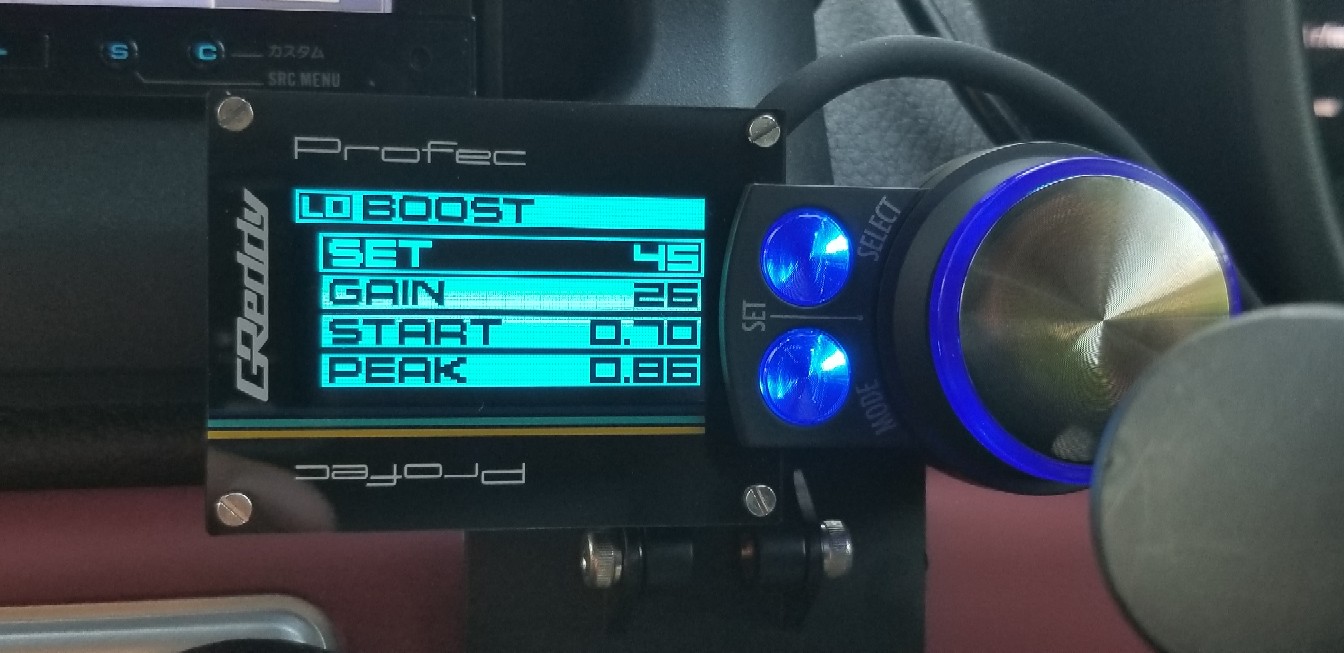 S C カスタム
SRC MENU
Profec
GReddy
LO BOOST
SET 45
GAIN 26
START 0.70
PEAK 0.86
SELECT
SET
MODE
Profec